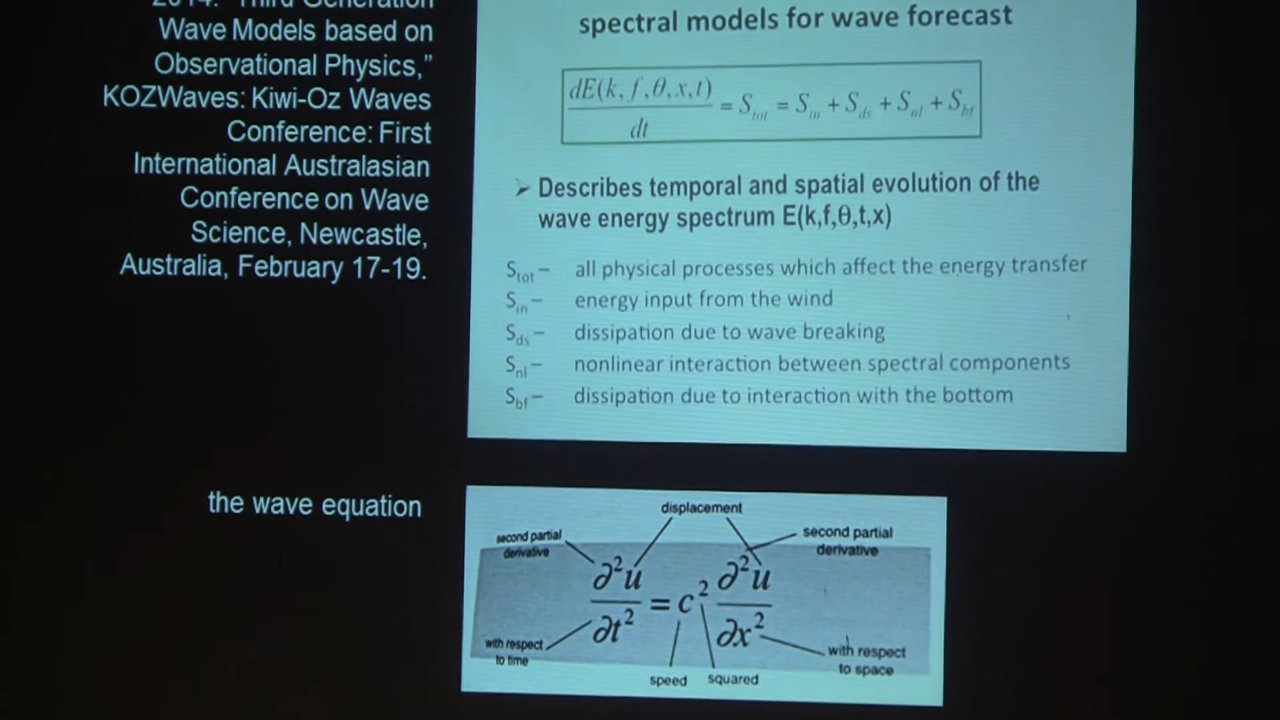 2014. "Third Generation
Wave Models based on
Observational Physics,"
KOZWaves: Kiwi-Oz Waves
Conference: First
International Australasian
Conference on Wave
Science, Newcastle,
Australia, February 17-19.
spectral models for wave forecast
dE(k, f, θ, x, t) / dt = S_tot = S_in + S_ds + S_nl + S_bf
➢ Describes temporal and spatial evolution of the
wave energy spectrum E(k,f,θ,t,x)
S_tot – all physical processes which affect the energy transfer
S_in – energy input from the wind
S_ds – dissipation due to wave breaking
S_nl – nonlinear interaction between spectral components
S_bf – dissipation due to interaction with the bottom
the wave equation
displacement
second partial
derivative
second partial
derivative
∂²u / ∂t² = c² ∂²u / ∂x²
with respect
to time
with respect
to space
speed
squared